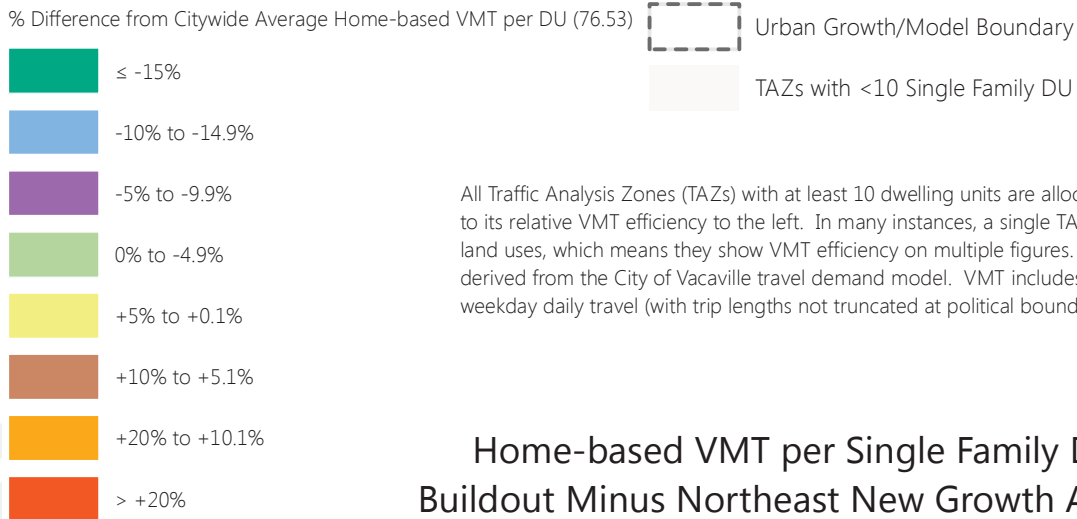 % Difference from Citywide Average Home-based VMT per DU (76.53)
≤ -15%
-10% to -14.9%
-5% to -9.9%
0% to -4.9%
+5% to +0.1%
+10% to +5.1%
+20% to +10.1%
> +20%
Urban Growth/Model Boundary
TAZs with <10 Single Family DU
All Traffic Analysis Zones (TAZs) with at least 10 dwelling units are alloc
to its relative VMT efficiency to the left. In many instances, a single TA
land uses, which means they show VMT efficiency on multiple figures.
derived from the City of Vacaville travel demand model. VMT includes
weekday daily travel (with trip lengths not truncated at political bound
Home-based VMT per Single Family
Buildout Minus Northeast New Growth